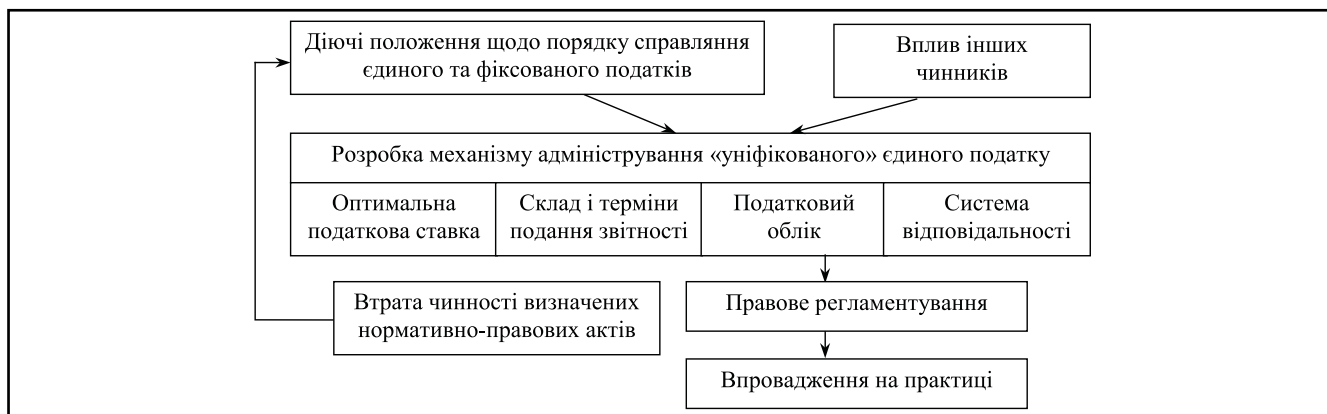 Діючі положення щодо порядку справляння
єдиного та фіксованого податків
Вплив інших
чинників
Розробка механізму адміністрування «уніфікованого» єдиного податку
Оптимальна
податкова ставка
Склад і терміни
подання звітності
Податковий
облік
Система
відповідальності
Втрата чинності визначених
нормативно-правових актів
Правове регламентування
Впровадження на практиці